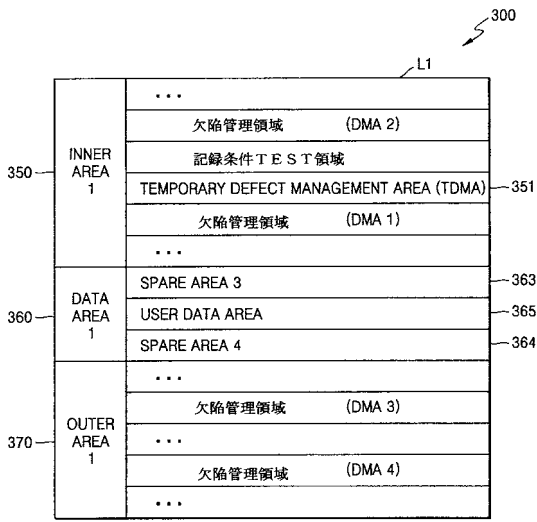 300
L1
350
INNER AREA 1
...
欠陥管理領域 (DMA 2)
記録条件TEST領域
TEMPORARY DEFECT MANAGEMENT AREA (TDMA)
351
欠陥管理領域 (DMA 1)
...
360
DATA AREA 1
SPARE AREA 3
363
USER DATA AREA
365
SPARE AREA 4
364
370
OUTER AREA 1
...
欠陥管理領域 (DMA 3)
...
欠陥管理領域 (DMA 4)
...